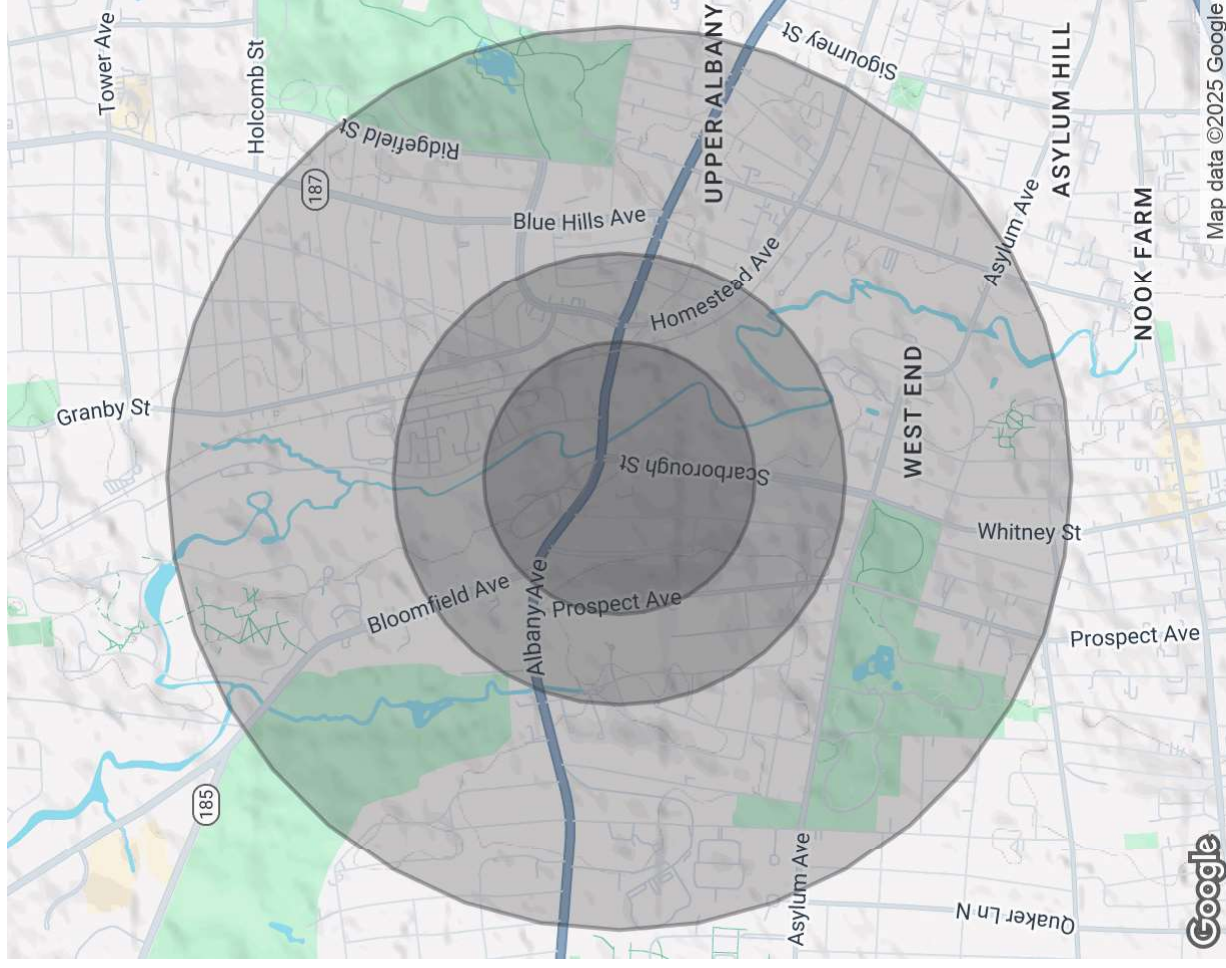 Tower Ave
Holcomb St
187
Ridgefield St
Blue Hills Ave
UPPER ALBANY
Sigourney St
ASYLUM HILL
Asylum Ave
NOOK FARM
Homestead Ave
Granby St
WEST END
Scarborough St
Whitney St
Bloomfield Ave
Albany Ave
Prospect Ave
Prospect Ave
185
Asylum Ave
Quaker Ln N
Google
Map data ©2025 Google